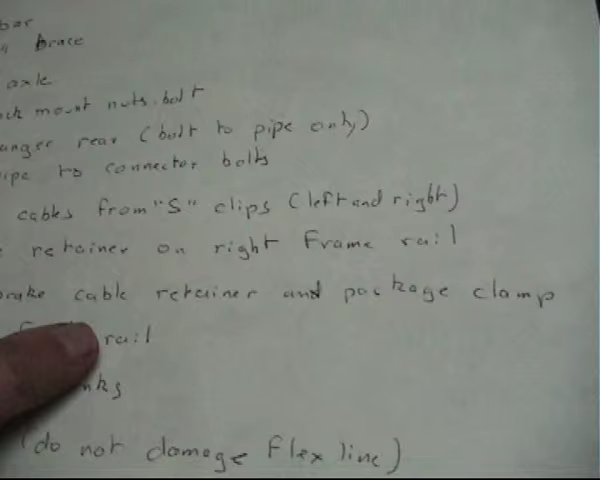 bar
brace
axle
mount nuts. bolt
anger rear (bolt to pipe only)
ipe to connector bolts
cables from "S" clips (left and right)
retainer on right Frame rail
brake cable retainer and package clamp
rail
nks
(do not damage flex line)